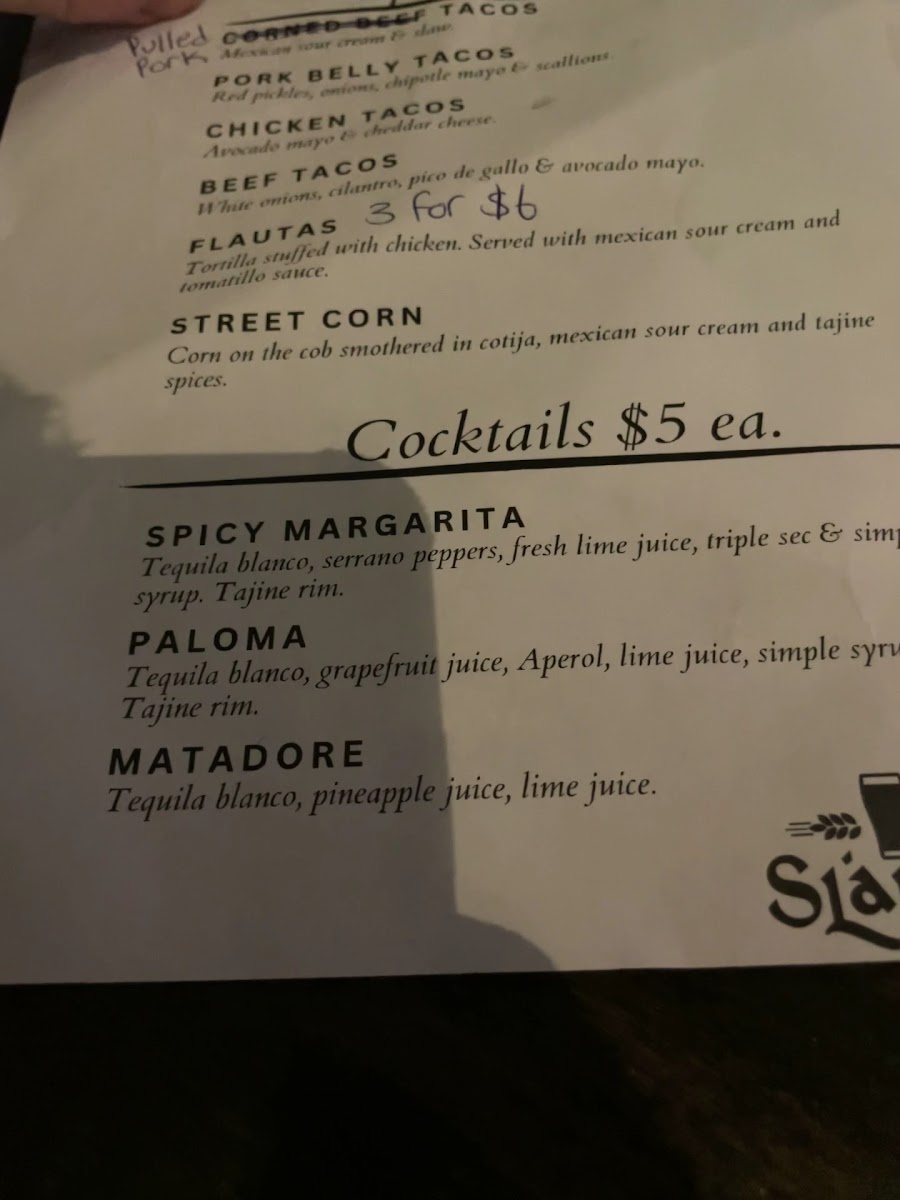 Pulled
Pork
CORNED BEEF TACOS
Mexican sour cream & slaw.
PORK BELLY TACOS
Red pickles, onions, chipotle mayo & scallions.
CHICKEN TACOS
Avocado mayo & cheddar cheese.
BEEF TACOS
White onions, cilantro, pico de gallo & avocado mayo.
FLAUTAS 3 for $6
Tortilla stuffed with chicken. Served with mexican sour cream and
tomatillo sauce.
STREET CORN
Corn on the cob smothered in cotija, mexican sour cream and tajine
spices.
Cocktails $5 ea.
SPICY MARGARITA
Tequila blanco, serrano peppers, fresh lime juice, triple sec & simp
syrup. Tajine rim.
PALOMA
Tequila blanco, grapefruit juice, Aperol, lime juice, simple syru
Tajine rim.
MATADORE
Tequila blanco, pineapple juice, lime juice.
Slá